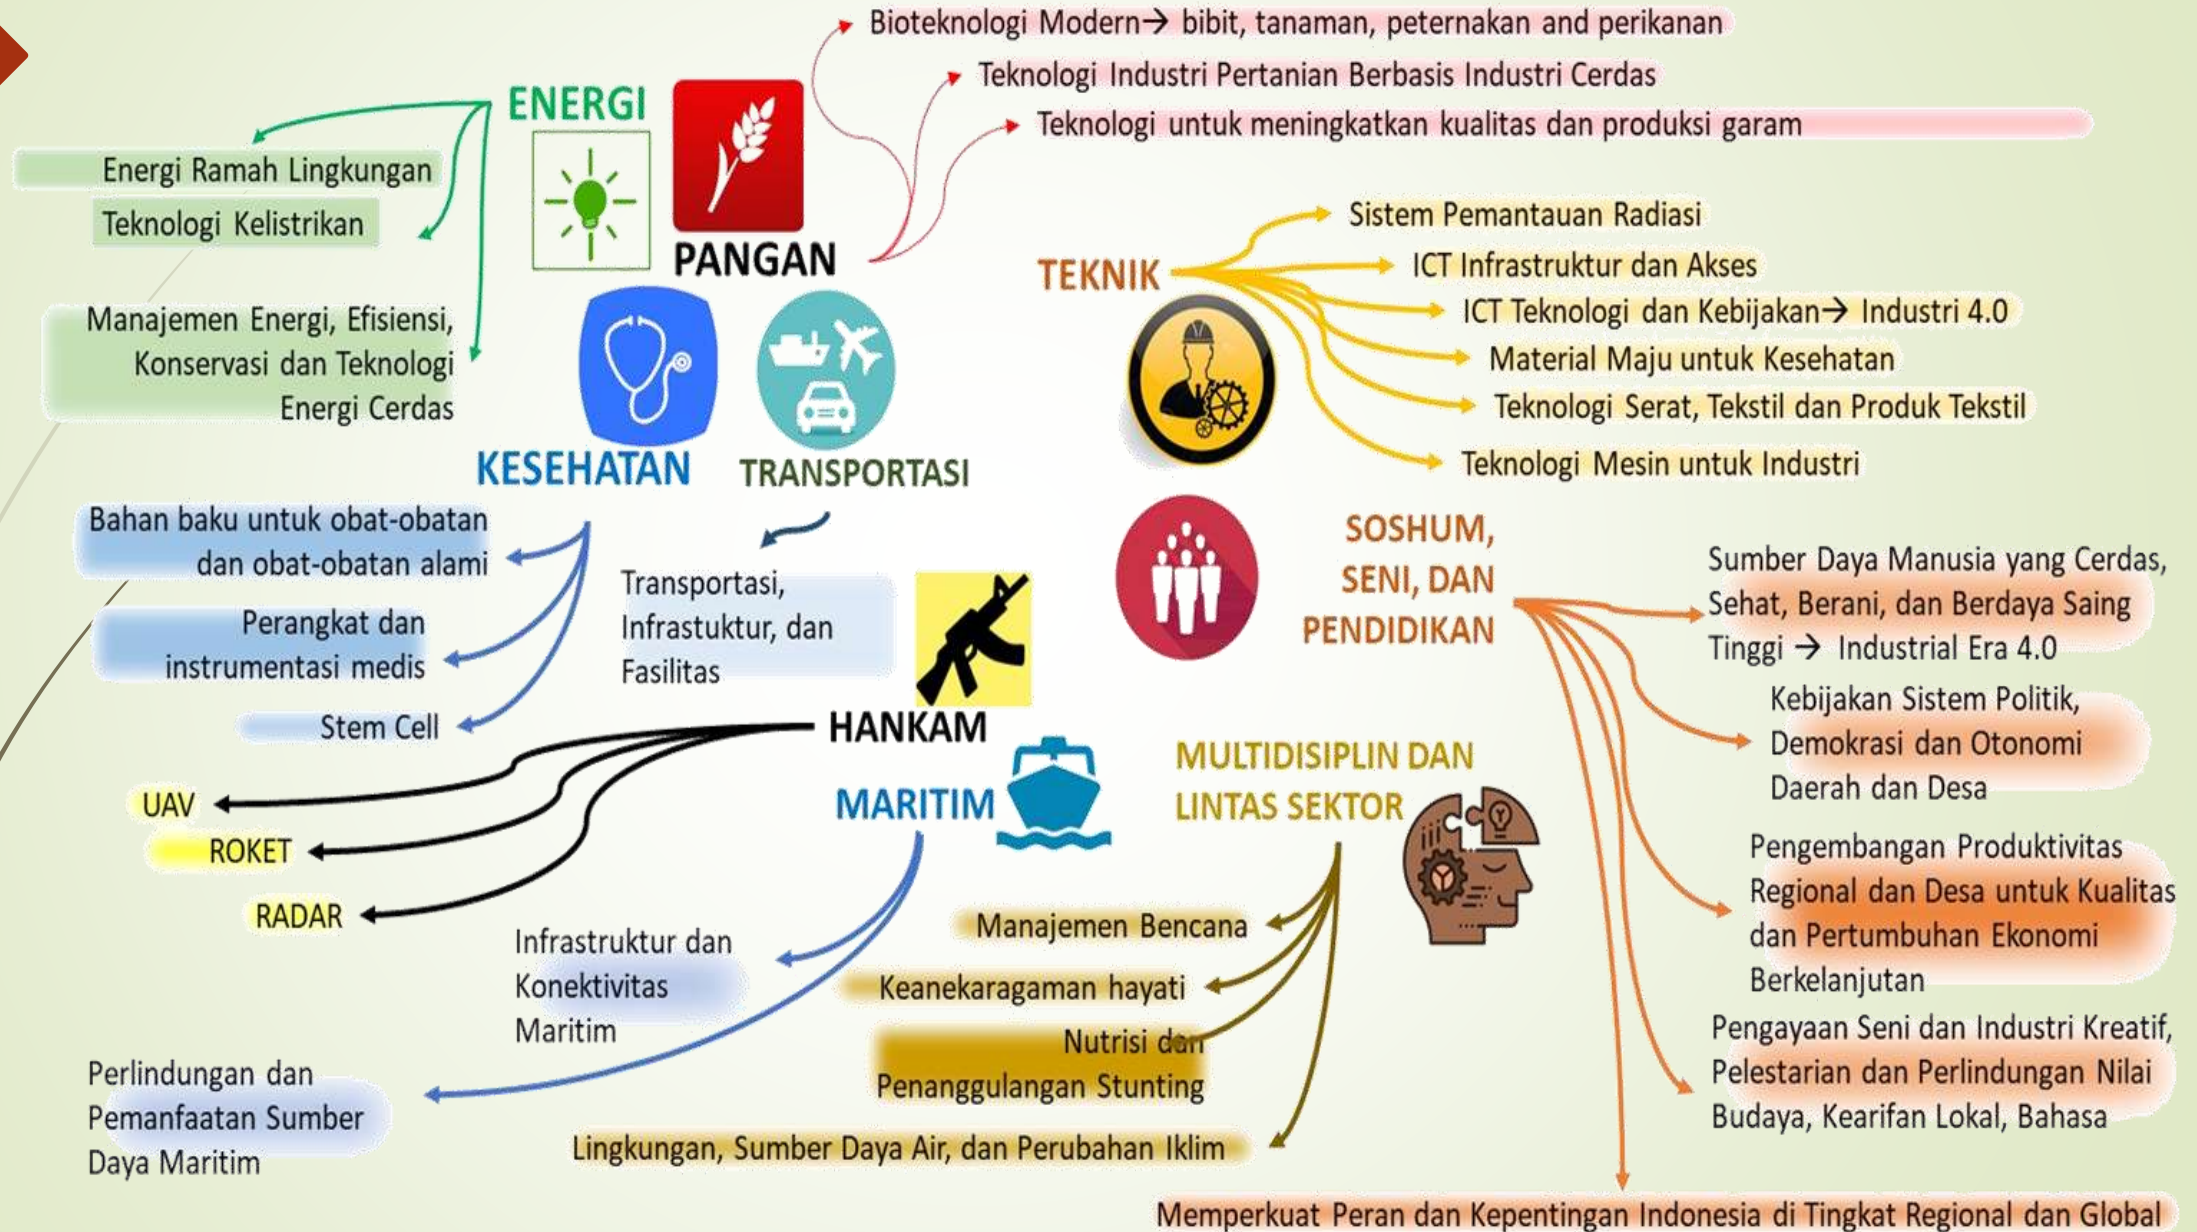 ENERGI
Energi Ramah Lingkungan
Teknologi Kelistrikan
Manajemen Energi, Efisiensi,
Konservasi dan Teknologi
Energi Cerdas
PANGAN
Bioteknologi Modern→ bibit, tanaman, peternakan and perikanan
Teknologi Industri Pertanian Berbasis Industri Cerdas
Teknologi untuk meningkatkan kualitas dan produksi garam
TEKNIK
Sistem Pemantauan Radiasi
ICT Infrastruktur dan Akses
ICT Teknologi dan Kebijakan→ Industri 4.0
Material Maju untuk Kesehatan
Teknologi Serat, Tekstil dan Produk Tekstil
Teknologi Mesin untuk Industri
KESEHATAN
Bahan baku untuk obat-obatan
dan obat-obatan alami
Perangkat dan
instrumentasi medis
Stem Cell
TRANSPORTASI
Transportasi,
Infrastuktur, dan
Fasilitas
SOSHUM,
SENI, DAN
PENDIDIKAN
Sumber Daya Manusia yang Cerdas,
Sehat, Berani, dan Berdaya Saing
Tinggi → Industrial Era 4.0
Kebijakan Sistem Politik,
Demokrasi dan Otonomi
Daerah dan Desa
Pengembangan Produktivitas
Regional dan Desa untuk Kualitas
dan Pertumbuhan Ekonomi
Berkelanjutan
Pengayaan Seni dan Industri Kreatif,
Pelestarian dan Perlindungan Nilai
Budaya, Kearifan Lokal, Bahasa
Memperkuat Peran dan Kepentingan Indonesia di Tingkat Regional dan Global
HANKAM
UAV
ROKET
RADAR
MARITIM
Infrastruktur dan
Konektivitas
Maritim
Perlindungan dan
Pemanfaatan Sumber
Daya Maritim
MULTIDISIPLIN DAN
LINTAS SEKTOR
Manajemen Bencana
Keanekaragaman hayati
Nutrisi dan
Penanggulangan Stunting
Lingkungan, Sumber Daya Air, dan Perubahan Iklim